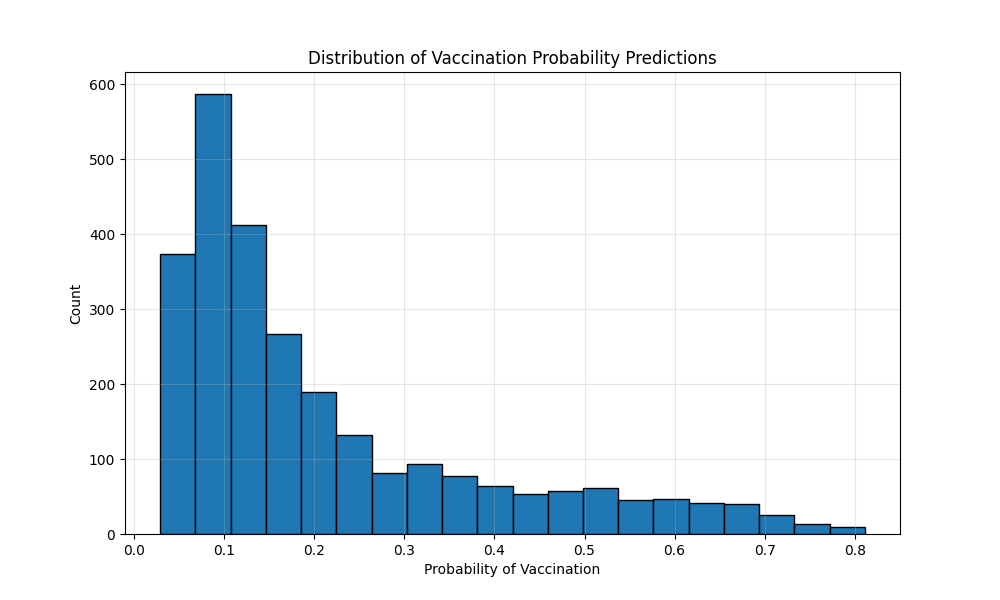 Distribution of Vaccination Probability Predictions
600
500
400
300
200
100
0
Count
0.0 0.1 0.2 0.3 0.4 0.5 0.6 0.7 0.8
Probability of Vaccination